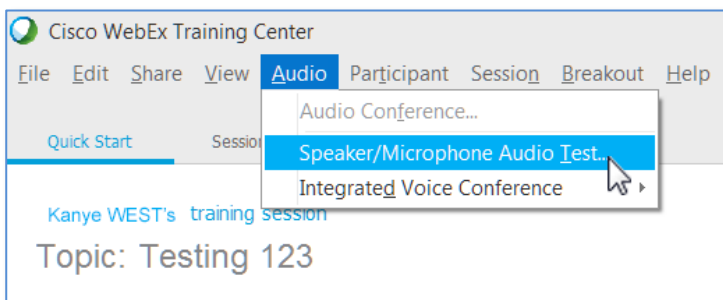 Cisco WebEx Training Center
File Edit Share View Audio Participant Session Breakout Help
Audio Conference...
Quick Start Session
Speaker/Microphone Audio Test...
Integrated Voice Conference
Kanye WEST's training session
Topic: Testing 123